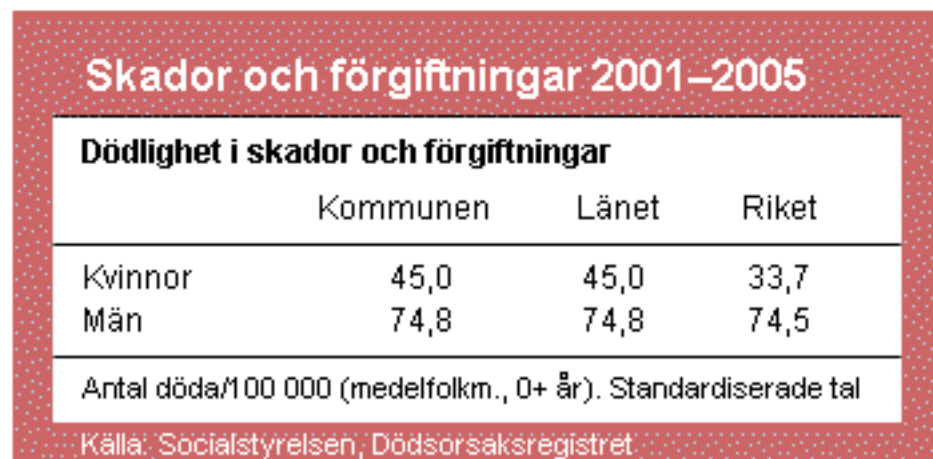 Skador och förgiftningar 2001–2005
Dödlighet i skador och förgiftningar
Kommunen Länet Riket
Kvinnor 45,0 45,0 33,7
Män 74,8 74,8 74,5
Antal döda/100 000 (medelfolkm., 0+ år). Standardiserade tal
Källa: Socialstyrelsen, Dödsorsaksregistret